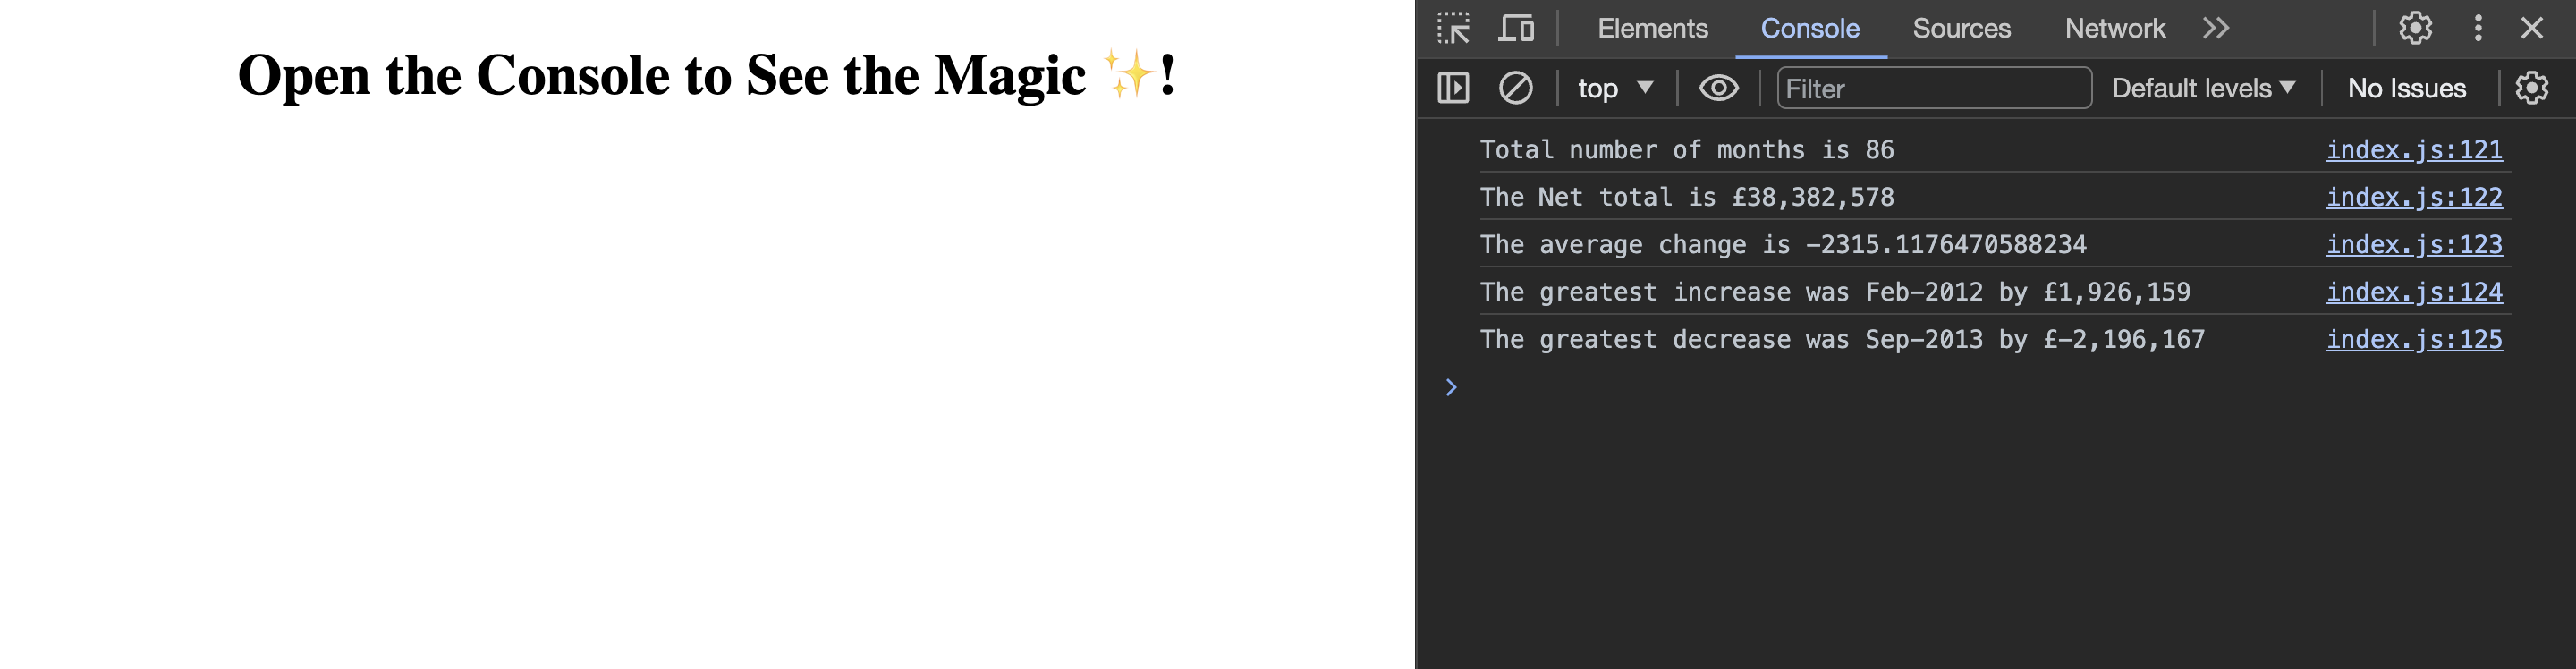 Open the Console to See the Magic ✨!
Elements Console Sources Network
top Filter Default levels No Issues
Total number of months is 86 index.js:121
The Net total is £38,382,578 index.js:122
The average change is -2315.1176470588234 index.js:123
The greatest increase was Feb-2012 by £1,926,159 index.js:124
The greatest decrease was Sep-2013 by £-2,196,167 index.js:125